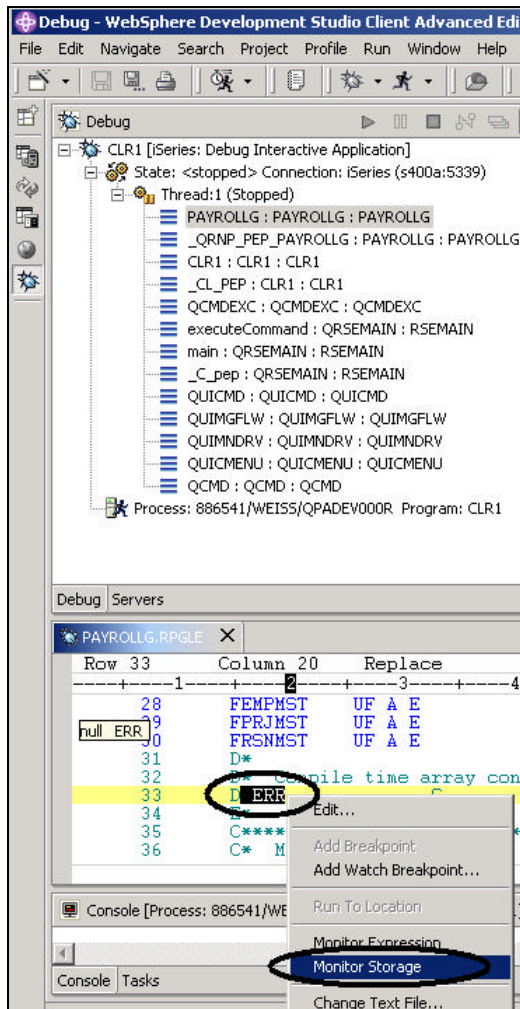 Debug - WebSphere Development Studio Client Advanced Edi
File Edit Navigate Search Project Profile Run Window Help
Debug
CLR1 [iSeries: Debug Interactive Application]
State: <stopped> Connection: iSeries (s400a:5339)
Thread:1 (Stopped)
PAYROLLG : PAYROLLG : PAYROLLG
_QRNP_PEP_PAYROLLG : PAYROLLG : PAYROLLG
CLR1 : CLR1 : CLR1
_CL_PEP : CLR1 : CLR1
QCMDEXC : QCMDEXC : QCMDEXC
executeCommand : QRSEMAIN : RSEMAIN
main : QRSEMAIN : RSEMAIN
_C_pep : QRSEMAIN : RSEMAIN
QUICMD : QUICMD : QUICMD
QUIMGFLW : QUIMGFLW : QUIMGFLW
QUIMNDRV : QUIMNDRV : QUIMNDRV
QUICMENU : QUICMENU : QUICMENU
QCMD : QCMD : QCMD
Process: 886541/WEISS/QPADEV000R Program: CLR1
Debug Servers
PAYROLLG.RPGLE
Row 33 Column 20 Replace
----+----1----+----2----+----3----+----4
28 FEMPMST UF A E
29 FPRJMST UF A E
null ERR
30 FRSNMST UF A E
31 D*
32 D* Compile time array con
33 D ERR C
34 E*
35 C****
36 C* M
Edit...
Add Breakpoint
Add Watch Breakpoint...
Run To Location
Monitor Expression
Monitor Storage
Change Text File...
Console [Process: 886541/WE
Console Tasks